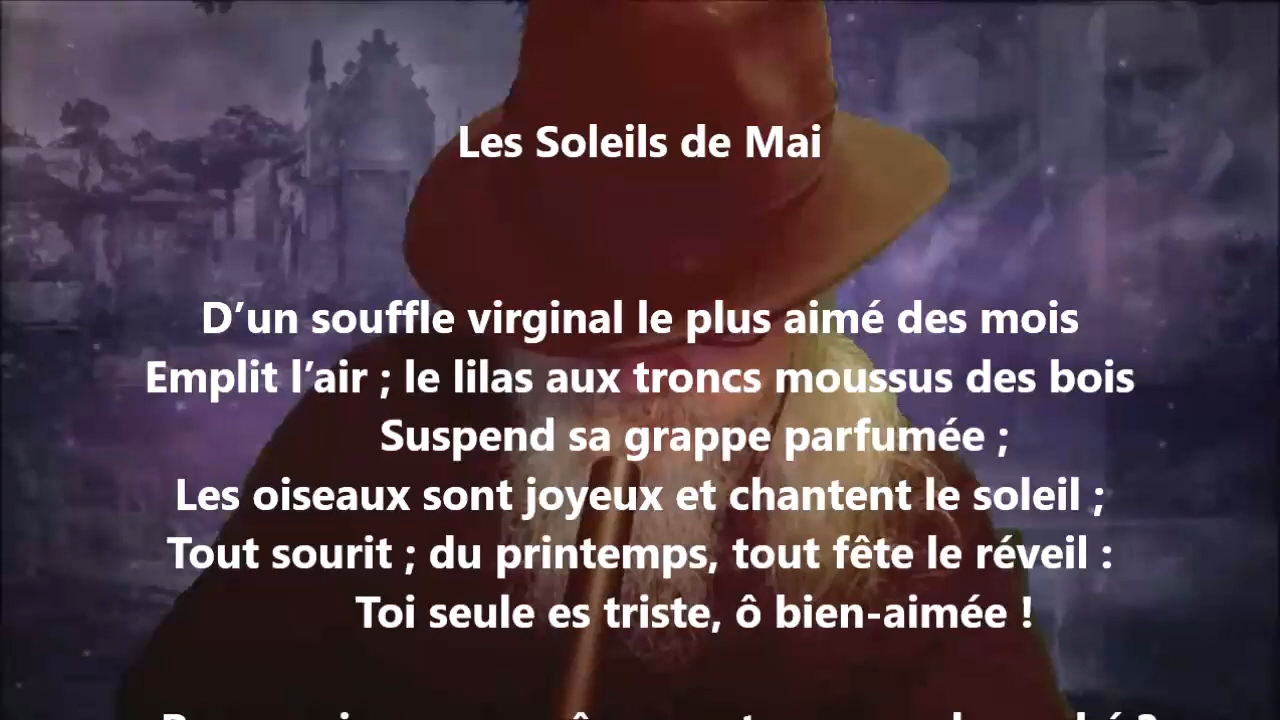 Les Soleils de Mai
D’un souffle virginal le plus aimé des mois
Emplit l’air ; le lilas aux troncs moussus des bois
Suspend sa grappe parfumée ;
Les oiseaux sont joyeux et chantent le soleil ;
Tout sourit ; du printemps, tout fête le réveil :
Toi seule es triste, ô bien-aimée !